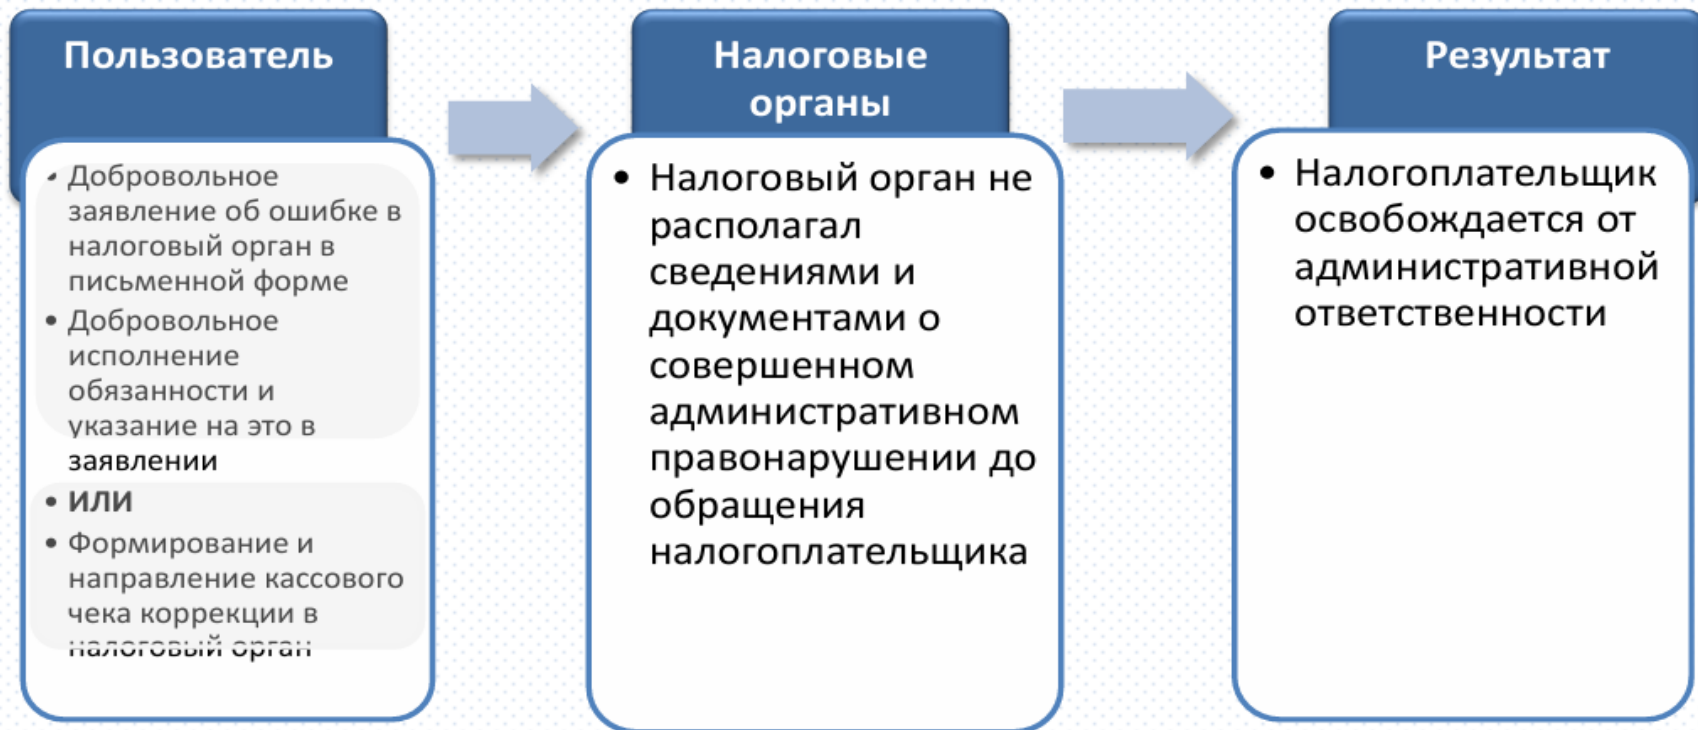 Пользователь
• Добровольное
заявление об ошибке в
налоговый орган в
письменной форме
• Добровольное
исполнение
обязанности и
указание на это в
заявлении
• ИЛИ
• Формирование и
направление кассового
чека коррекции в
налоговый орган
Налоговые
органы
• Налоговый орган не
располагал
сведениями и
документами о
совершенном
административном
правонарушении до
обращения
налогоплательщика
Результат
• Налогоплательщик
освобождается от
административной
ответственности